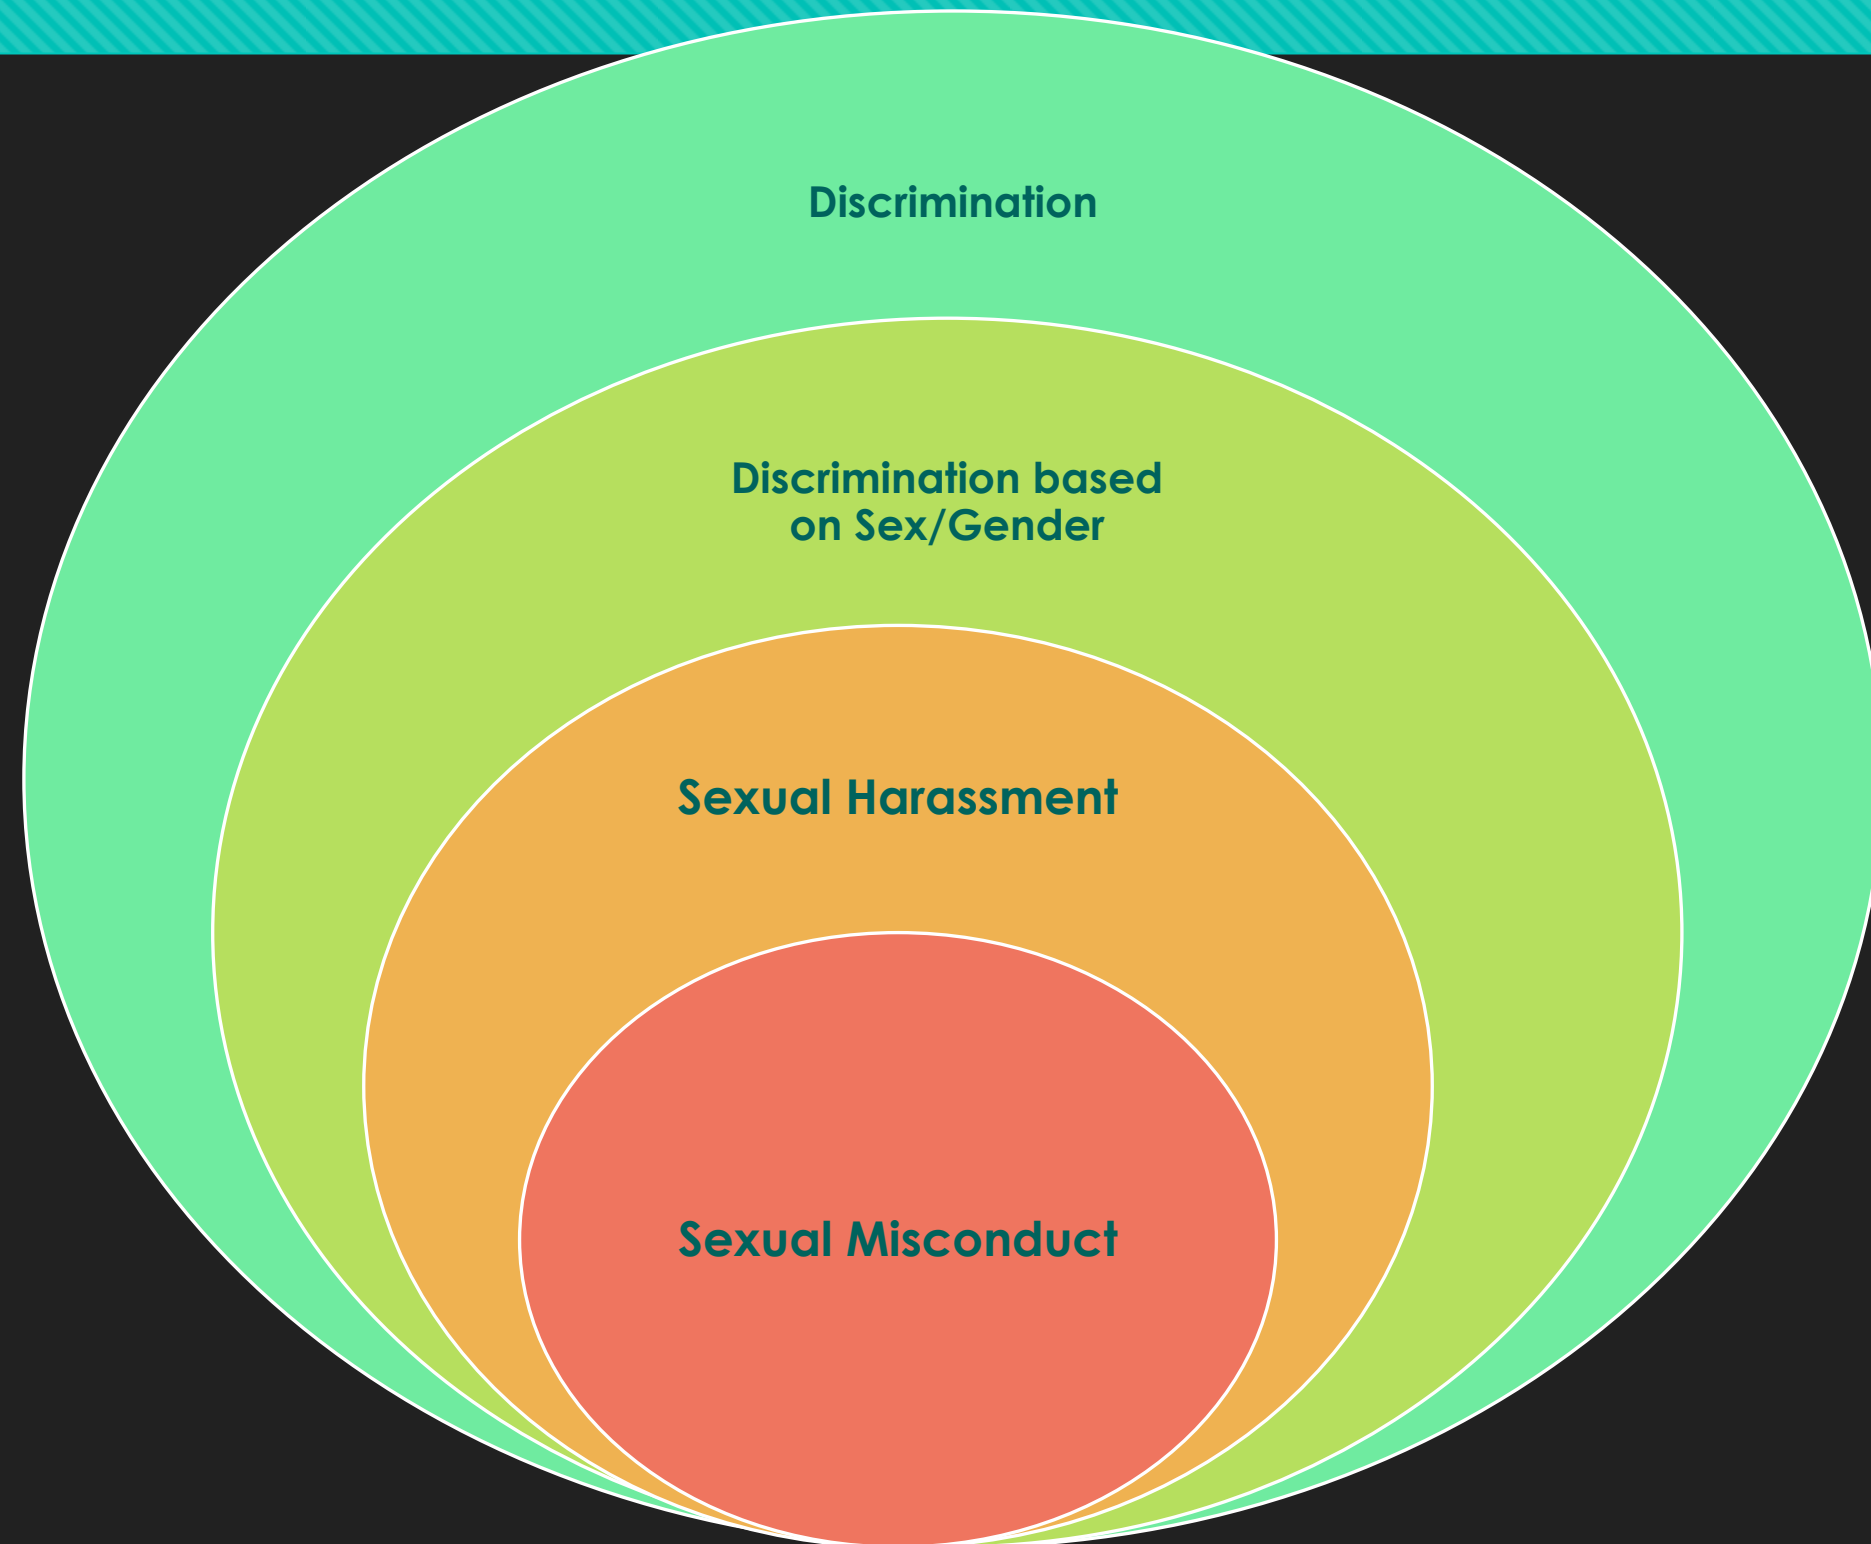 Discrimination
Discrimination based
on Sex/Gender
Sexual Harassment
Sexual Misconduct